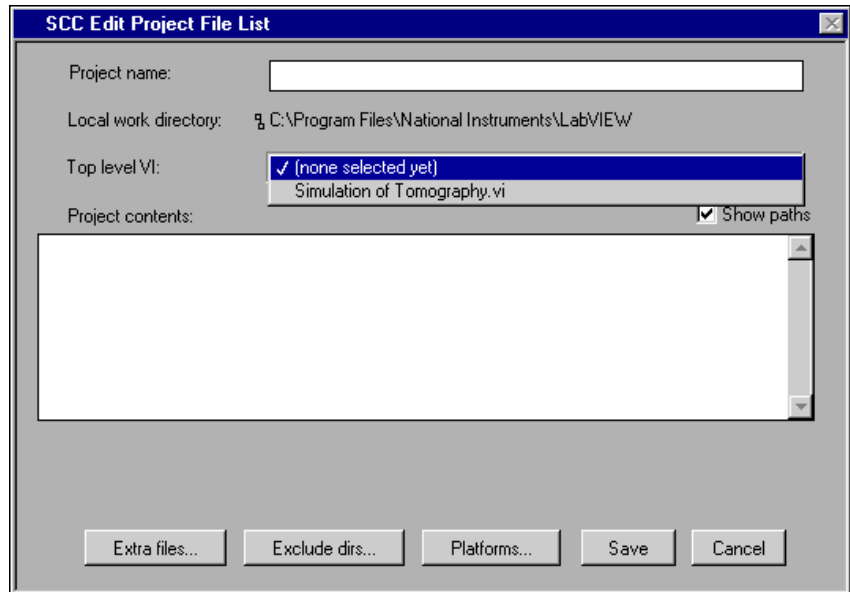 SCC Edit Project File List
Project name:
Local work directory: C:\Program Files\National Instruments\LabVIEW
Top level VI: (none selected yet)
Simulation of Tomography.vi
Project contents: Show paths
Extra files... Exclude dirs... Platforms... Save Cancel